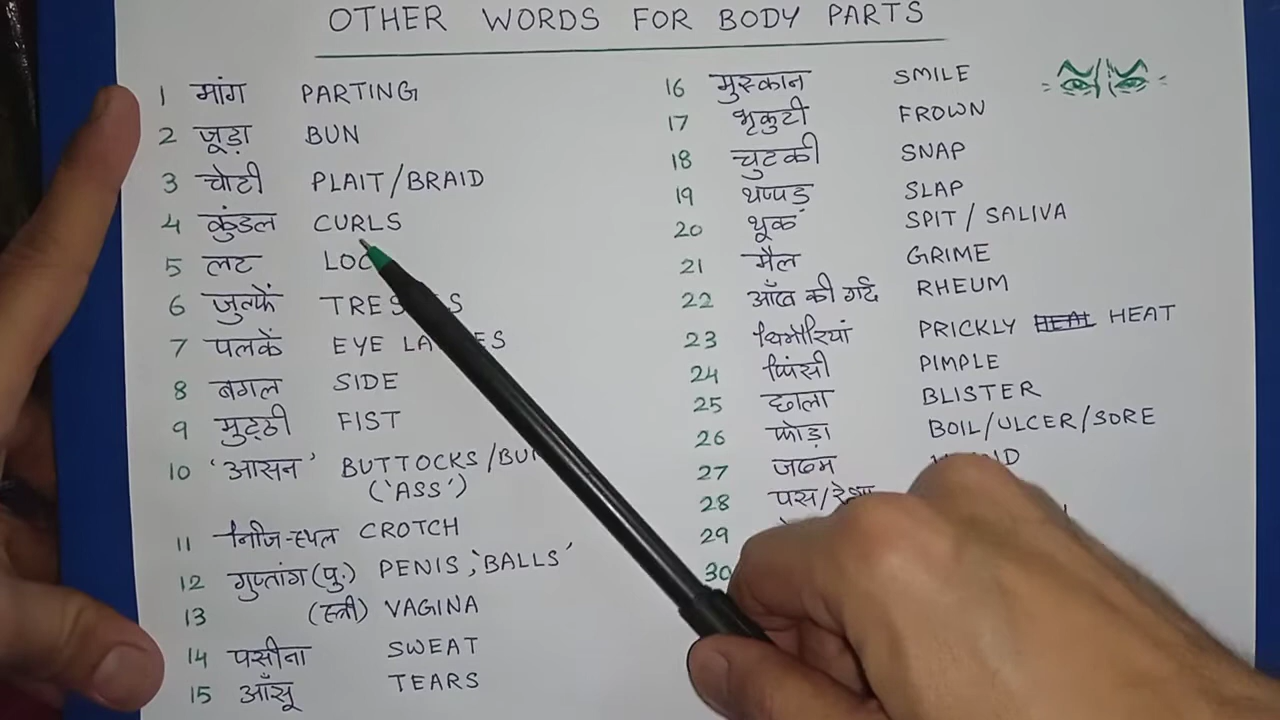 OTHER WORDS FOR BODY PARTS
1 मांग PARTING
2 जूड़ा BUN
3 चोटी PLAIT/BRAID
4 कुंडल CURLS
5 लट
6 जुल्फें
7 पलकें EYE
8 बगल SIDE
9 मुट्ठी FIST
10 'आसन' BUTTOCKS/
('ASS')
11 निजि-स्थल CROTCH
12 गुप्तांग (पु.) PENIS, 'BALLS'
13 (स्त्री) VAGINA
14 पसीना SWEAT
15 आँसू TEARS
16 मुस्कान SMILE
17 भृकुटी FROWN
18 चुटकी SNAP
19 थप्पड़ SLAP
20 थूक SPIT / SALIVA
21 मैल GRIME
22 आँख की गर्द RHEUM
23 PRICKLY HEAT
24 फिंसी PIMPLE
25 छाला BLISTER
26 फोड़ा BOIL/ULCER/SORE
27 जख्म
28 पस/रेशा
29
30